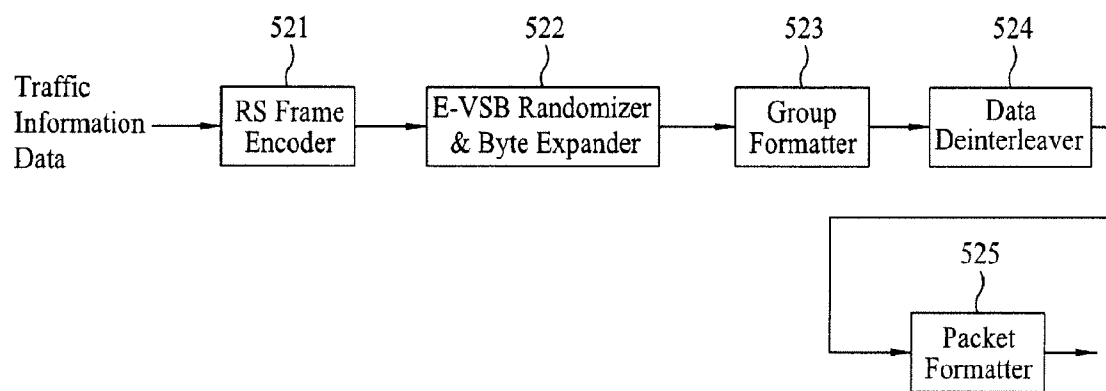 521
522
523
524
Traffic
Information
Data
RS Frame
Encoder
E-VSB Randomizer
& Byte Expander
Group
Formatter
Data
Deinterleaver
525
Packet
Formatter